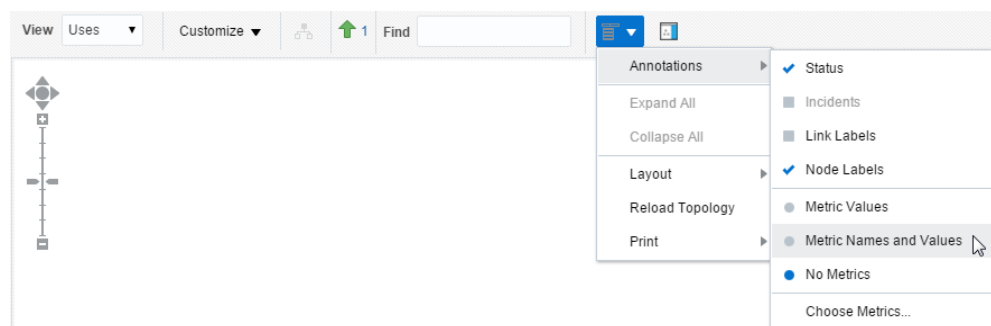 View Uses Customize 1 Find
Annotations
Expand All
Collapse All
Layout
Reload Topology
Print
Status
Incidents
Link Labels
Node Labels
Metric Values
Metric Names and Values
No Metrics
Choose Metrics...